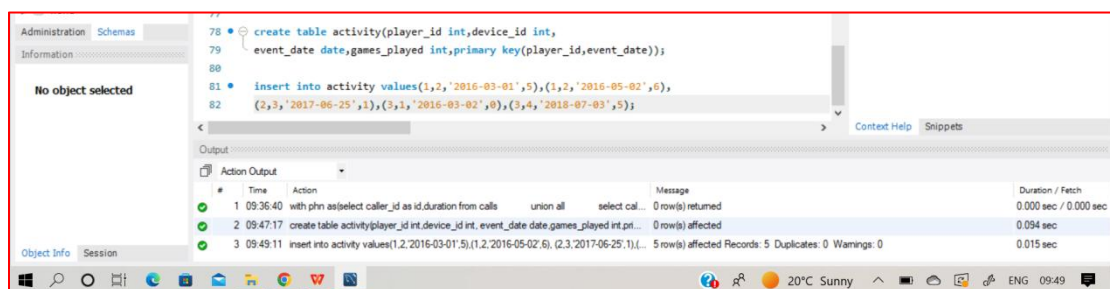 Administration Schemas
Information
No object selected
Object Info Session
77
78 create table activity(player_id int,device_id int,
79 event_date date,games_played int,primary key(player_id,event_date));
80
81 insert into activity values(1,2,'2016-03-01',5),(1,2,'2016-05-02',6),
82 (2,3,'2017-06-25',1),(3,1,'2016-03-02',0),(3,4,'2018-07-03',5);
Context Help Snippets
Output
Action Output
# Time Action Message Duration / Fetch
1 09:36:40 with phn as(select caller_id as id,duration from calls union all select cal... 0 row(s) returned 0.000 sec / 0.000 sec
2 09:47:17 create table activity(player_id int,device_id int, event_date date,games_played int,pri... 0 row(s) affected 0.094 sec
3 09:49:11 insert into activity values(1,2,'2016-03-01',5),(1,2,'2016-05-02',6), (2,3,'2017-06-25',1),(... 5 row(s) affected Records: 5 Duplicates: 0 Warnings: 0 0.015 sec
20°C Sunny ENG 09:49